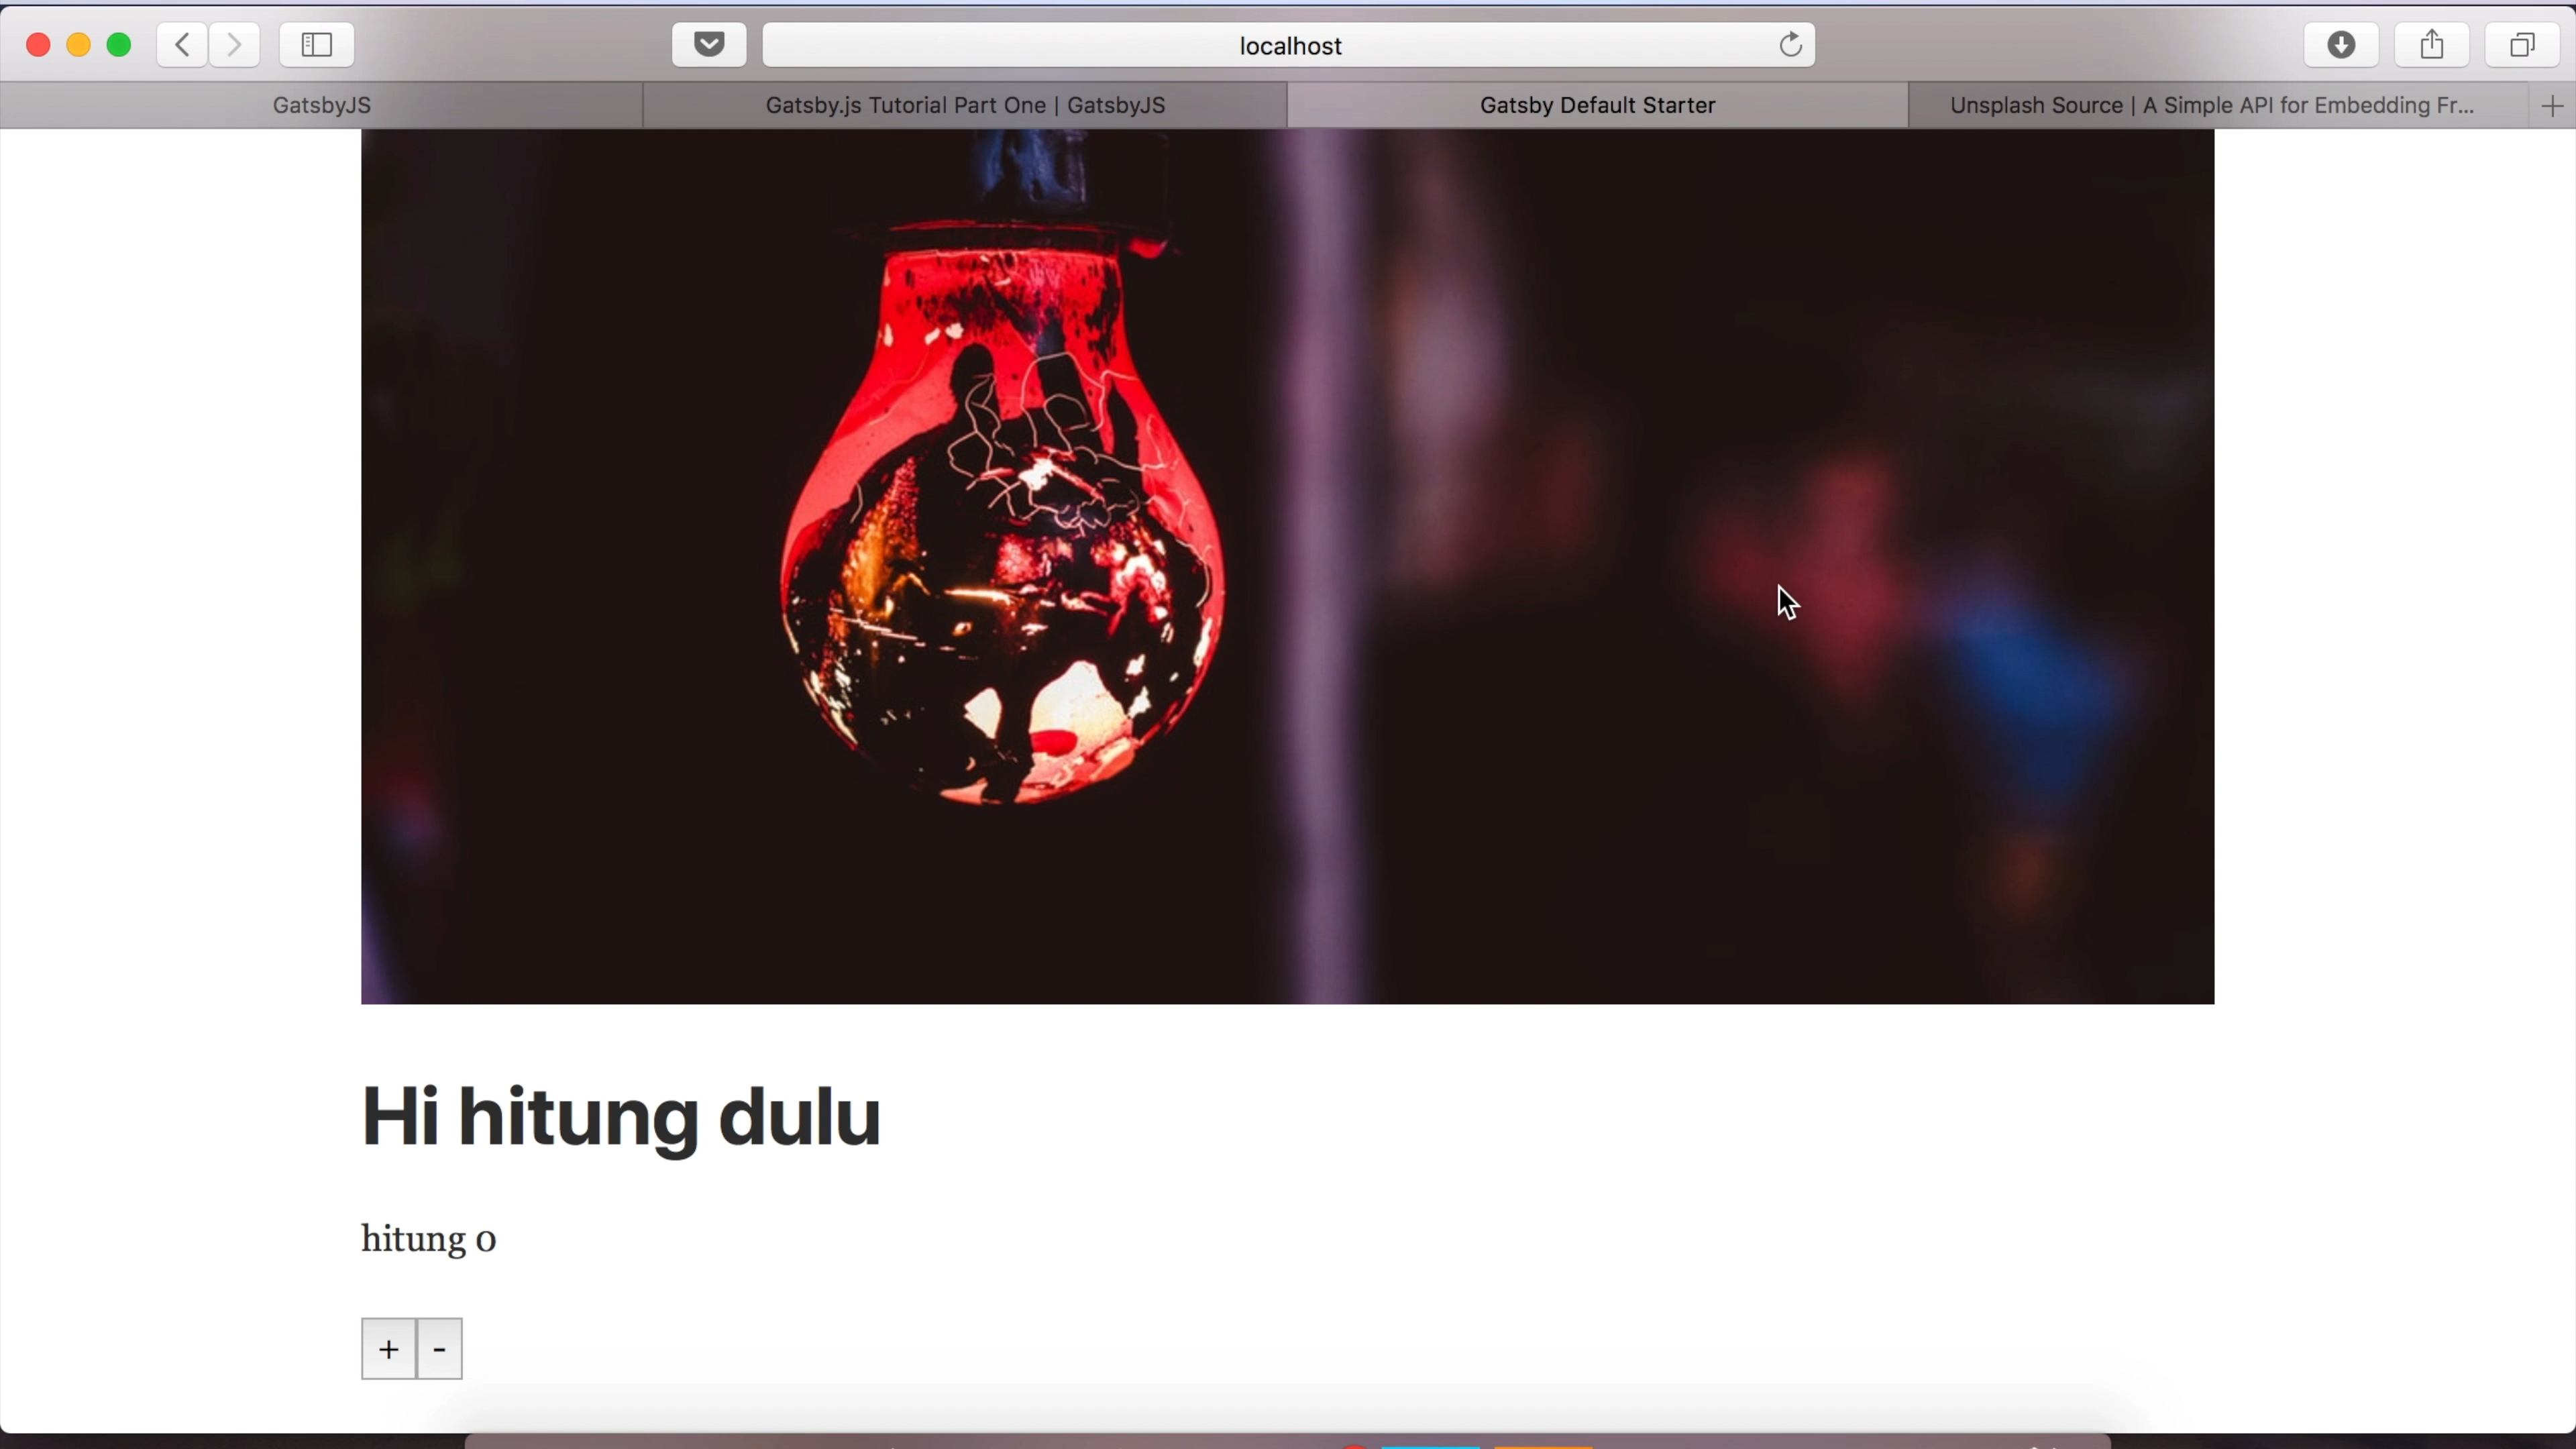 localhost
GatsbyJS
Gatsby.js Tutorial Part One | GatsbyJS
Gatsby Default Starter
Unsplash Source | A Simple API for Embedding Fr...
Hi hitung dulu
hitung 0
+ -